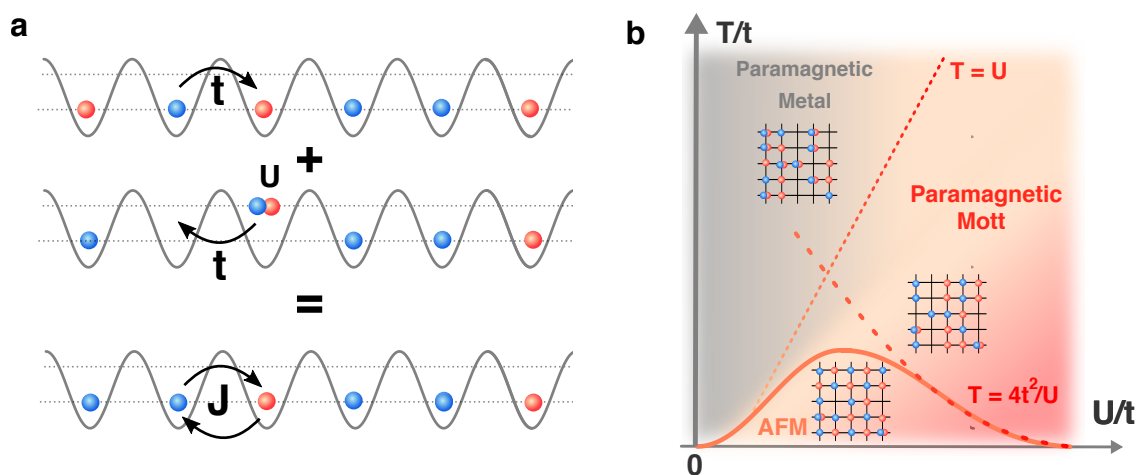 a
t
+
U
t
=
J
b
T/t
Paramagnetic
Metal
T = U
Paramagnetic
Mott
AFM
T = 4t²/U
U/t
0